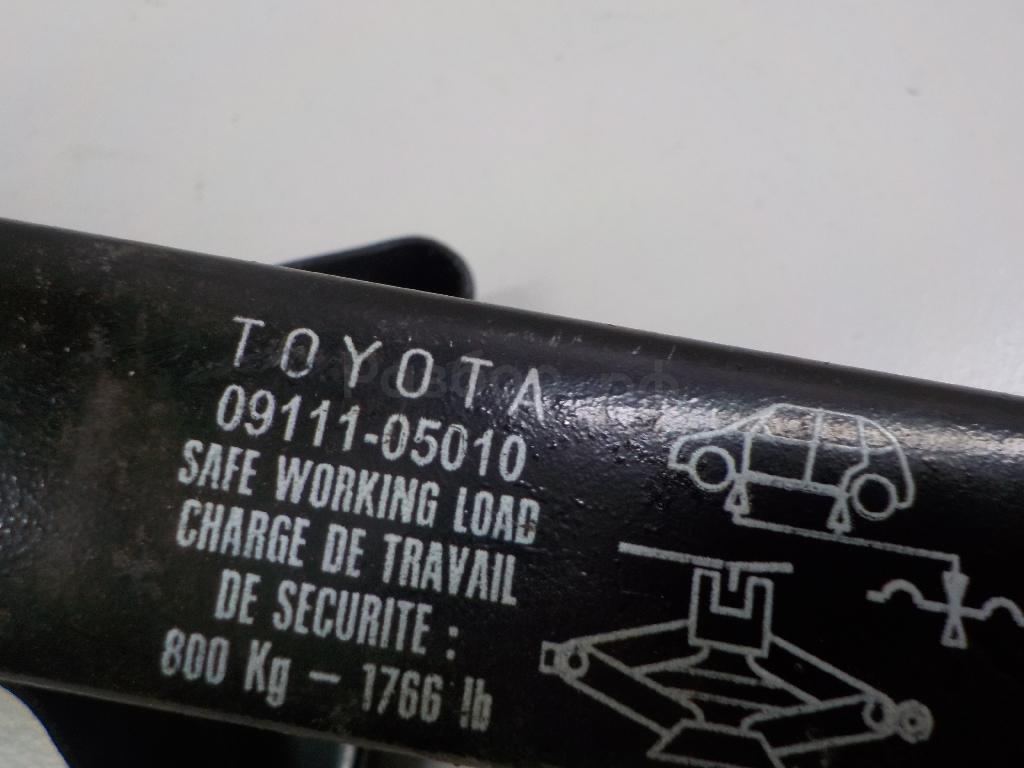 TOYOTA
09111-05010
SAFE WORKING LOAD
CHARGE DE TRAVAIL
DE SECURITE :
800 Kg – 1766 lb